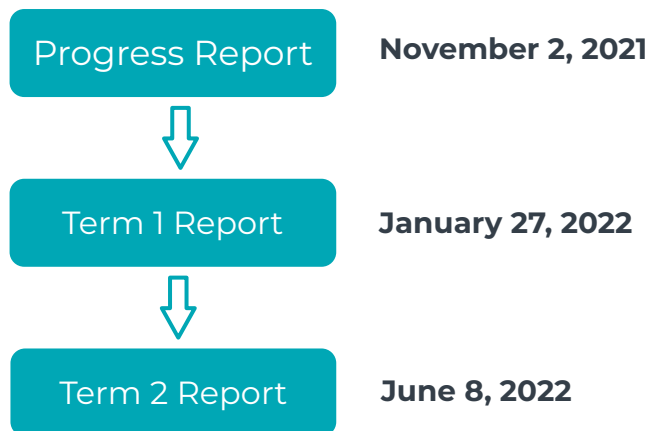 Progress Report
November 2, 2021
Term 1 Report
January 27, 2022
Term 2 Report
June 8, 2022